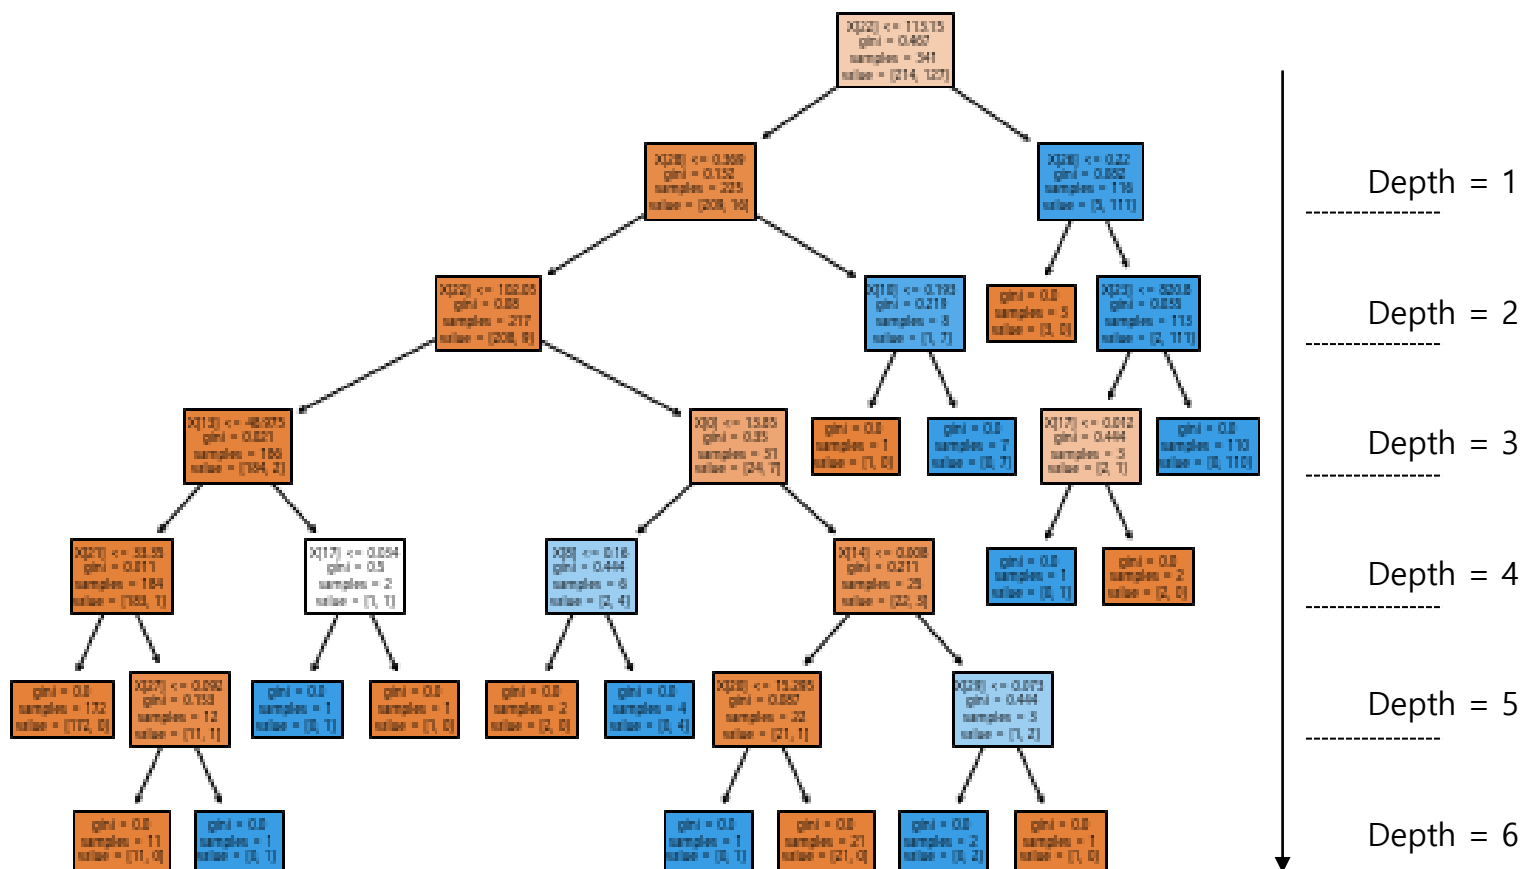 X[22] <= 115.15
gini = 0.467
samples = 341
value = [214, 127]
X[28] <= 0.369
gini = 0.132
samples = 225
value = [209, 16]
X[26] <= 0.22
gini = 0.082
samples = 116
value = [5, 111]
Depth = 1
X[22] <= 102.05
gini = 0.08
samples = 217
value = [208, 9]
X[18] <= 0.193
gini = 0.219
samples = 8
value = [1, 7]
gini = 0.0
samples = 3
value = [3, 0]
X[23] <= 820.8
gini = 0.035
samples = 113
value = [2, 111]
Depth = 2
X[13] <= 48.975
gini = 0.021
samples = 186
value = [184, 2]
X[0] <= 13.85
gini = 0.35
samples = 31
value = [24, 7]
gini = 0.0
samples = 1
value = [1, 0]
gini = 0.0
samples = 7
value = [0, 7]
X[17] <= 0.012
gini = 0.444
samples = 3
value = [2, 1]
gini = 0.0
samples = 110
value = [0, 110]
Depth = 3
X[21] <= 33.35
gini = 0.011
samples = 184
value = [183, 1]
X[17] <= 0.034
gini = 0.5
samples = 2
value = [1, 1]
X[8] <= 0.16
gini = 0.444
samples = 6
value = [2, 4]
X[14] <= 0.008
gini = 0.211
samples = 25
value = [22, 3]
gini = 0.0
samples = 1
value = [0, 1]
gini = 0.0
samples = 2
value = [2, 0]
Depth = 4
gini = 0.0
samples = 172
value = [172, 0]
X[27] <= 0.092
gini = 0.153
samples = 12
value = [11, 1]
gini = 0.0
samples = 1
value = [0, 1]
gini = 0.0
samples = 1
value = [1, 0]
gini = 0.0
samples = 2
value = [2, 0]
gini = 0.0
samples = 4
value = [0, 4]
X[20] <= 15.295
gini = 0.087
samples = 22
value = [21, 1]
X[29] <= 0.073
gini = 0.444
samples = 3
value = [1, 2]
Depth = 5
gini = 0.0
samples = 11
value = [11, 0]
gini = 0.0
samples = 1
value = [0, 1]
gini = 0.0
samples = 1
value = [0, 1]
gini = 0.0
samples = 21
value = [21, 0]
gini = 0.0
samples = 2
value = [0, 2]
gini = 0.0
samples = 1
value = [1, 0]
Depth = 6